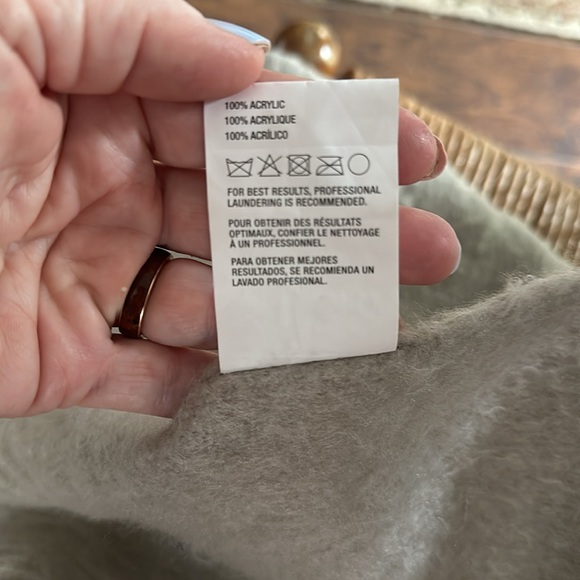 100% ACRYLIC
100% ACRYLIQUE
100% ACRÍLICO
FOR BEST RESULTS, PROFESSIONAL
LAUNDERING IS RECOMMENDED.
POUR OBTENIR DES RÉSULTATS
OPTIMAUX, CONFIER LE NETTOYAGE
À UN PROFESSIONNEL.
PARA OBTENER MEJORES
RESULTADOS, SE RECOMIENDA UN
LAVADO PROFESIONAL.